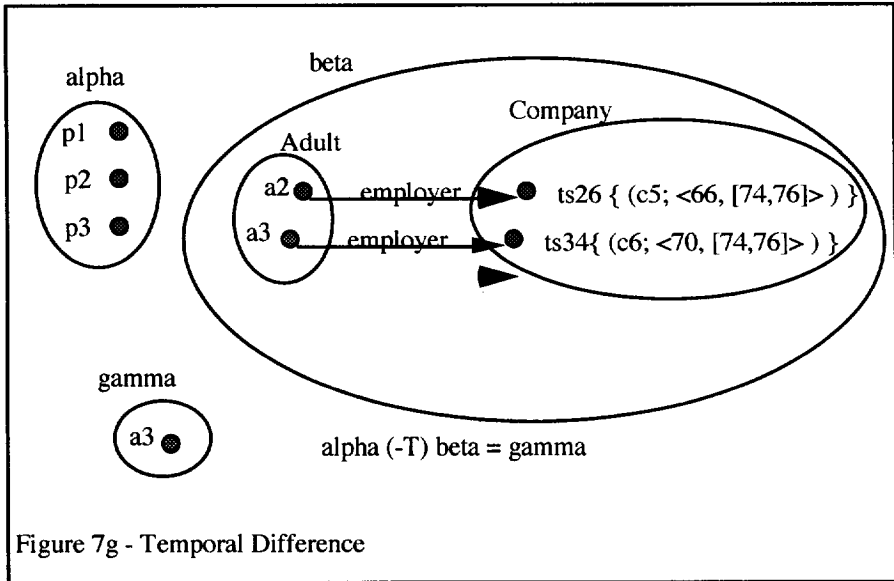 beta
alpha
Company
p1
Adult
p2
a2 employer ts26 { (c5; <66, [74,76]> ) }
p3
a3 employer ts34{ (c6; <70, [74,76]> ) }
gamma
a3
alpha (-T) beta = gamma
Figure 7g - Temporal Difference